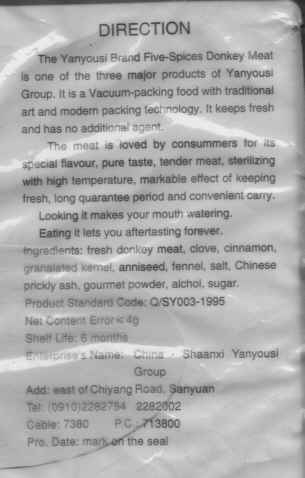 DIRECTION
The Yanyousi Brand Five-Spices Donkey Meat
is one of the three major products of Yanyousi
Group. It is a Vacuum-packing food with traditional
art and modern packing technology. It keeps fresh
and has no additional agent.
The meat is loved by consummers for its
special flavour, pure taste, tender meat, sterilizing
with high temperature, markable effect of keeping
fresh, long quarantee period and convenient carry.
Looking it makes your mouth watering.
Eating it lets you aftertasting forever.
Ingredients: fresh donkey meat, clove, cinnamon,
granulated kernel, anniseed, fennel, salt, Chinese
prickly ash, gourmet powder, alchol, sugar.
Product Standard Code: Q/SY003-1995
Net Content Error< 4g
Shelf Life: 6 months
Enterprise's Name: China · Shaanxi Yanyousi
Group
Add: east of Chiyang Road, Sanyuan
Tel: (0910)2282794 2282002
Cable: 7380 P.C.: 713800
Pro. Date: mark on the seal